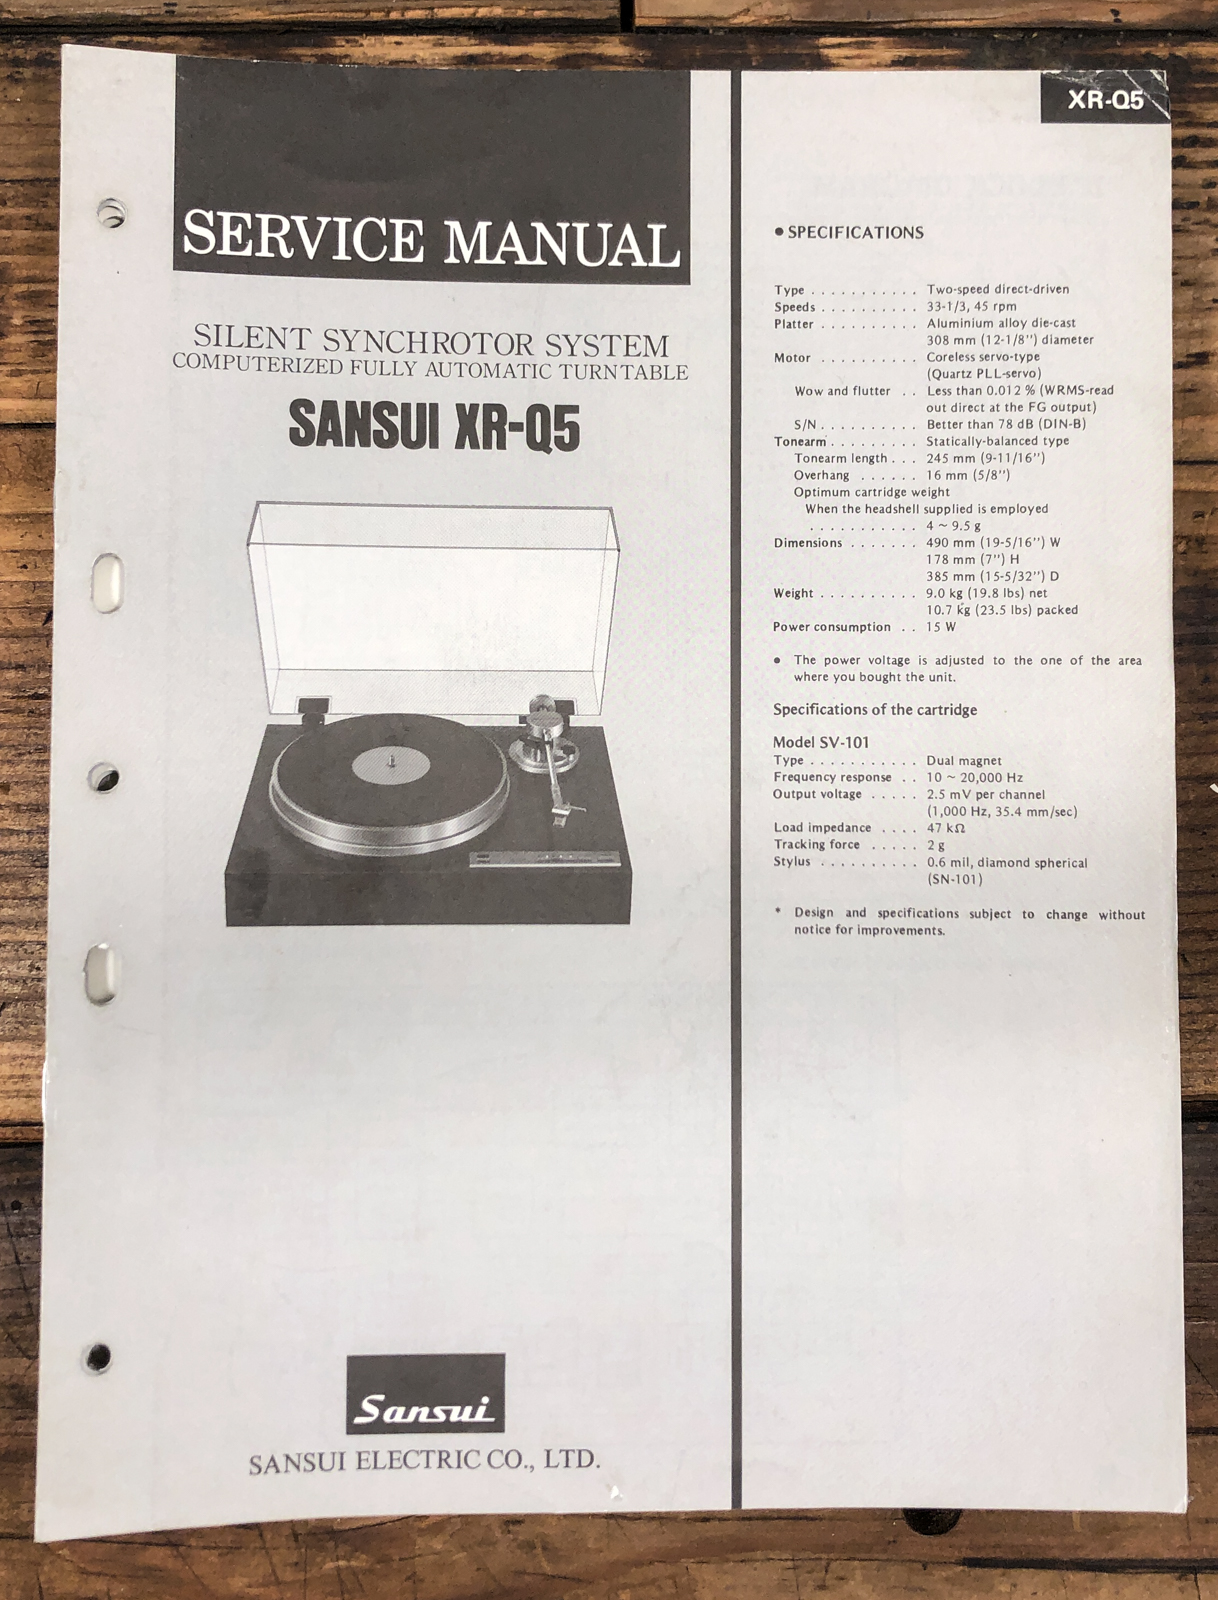 SERVICE MANUAL
SILENT SYNCHROTOR SYSTEM
COMPUTERIZED FULLY AUTOMATIC TURNTABLE
SANSUI XR-Q5
Sansui
SANSUI ELECTRIC CO., LTD.
XR-Q5
● SPECIFICATIONS
Type . . . . . . . . . . . Two-speed direct-driven
Speeds . . . . . . . . . . 33-1/3, 45 rpm
Platter . . . . . . . . . . Aluminium alloy die-cast
308 mm (12-1/8'') diameter
Motor . . . . . . . . . . Coreless servo-type
(Quartz PLL-servo)
Wow and flutter . . Less than 0.012 % (WRMS-read
out direct at the FG output)
S/N . . . . . . . . . . Better than 78 dB (DIN-B)
Tonearm . . . . . . . . . Statically-balanced type
Tonearm length . . . 245 mm (9-11/16'')
Overhang . . . . . . 16 mm (5/8'')
Optimum cartridge weight
When the headshell supplied is employed
. . . . . . . . . . . 4 ~ 9.5 g
Dimensions . . . . . . . 490 mm (19-5/16'') W
178 mm (7'') H
385 mm (15-5/32'') D
Weight . . . . . . . . . . 9.0 kg (19.8 lbs) net
10.7 kg (23.5 lbs) packed
Power consumption . . 15 W
● The power voltage is adjusted to the one of the area
where you bought the unit.
Specifications of the cartridge
Model SV-101
Type . . . . . . . . . . . Dual magnet
Frequency response . . 10 ~ 20,000 Hz
Output voltage . . . . . 2.5 mV per channel
(1,000 Hz, 35.4 mm/sec)
Load impedance . . . . 47 kΩ
Tracking force . . . . . 2 g
Stylus . . . . . . . . . . 0.6 mil, diamond spherical
(SN-101)
* Design and specifications subject to change without
notice for improvements.